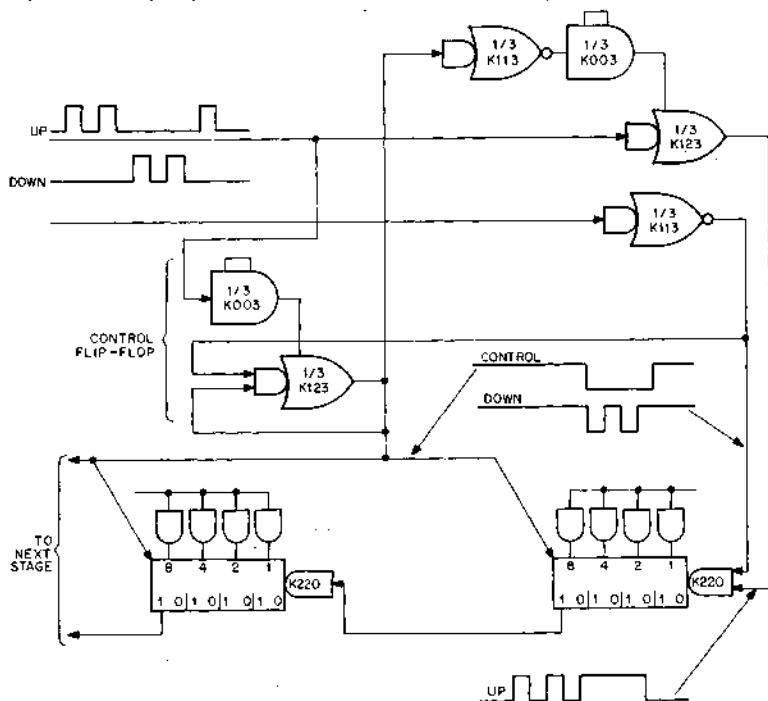 1/3
K113
1/3
K003
UP
1/3
K123
DOWN
1/3
K113
1/3
K003
CONTROL
FLIP-FLOP
1/3
K123
CONTROL
DOWN
TO
NEXT
STAGE
8 4 2 1
K220
1 0 1 0 1 0 1 0
8 4 2 1
K220
1 0 1 0 1 0 1 0
UP